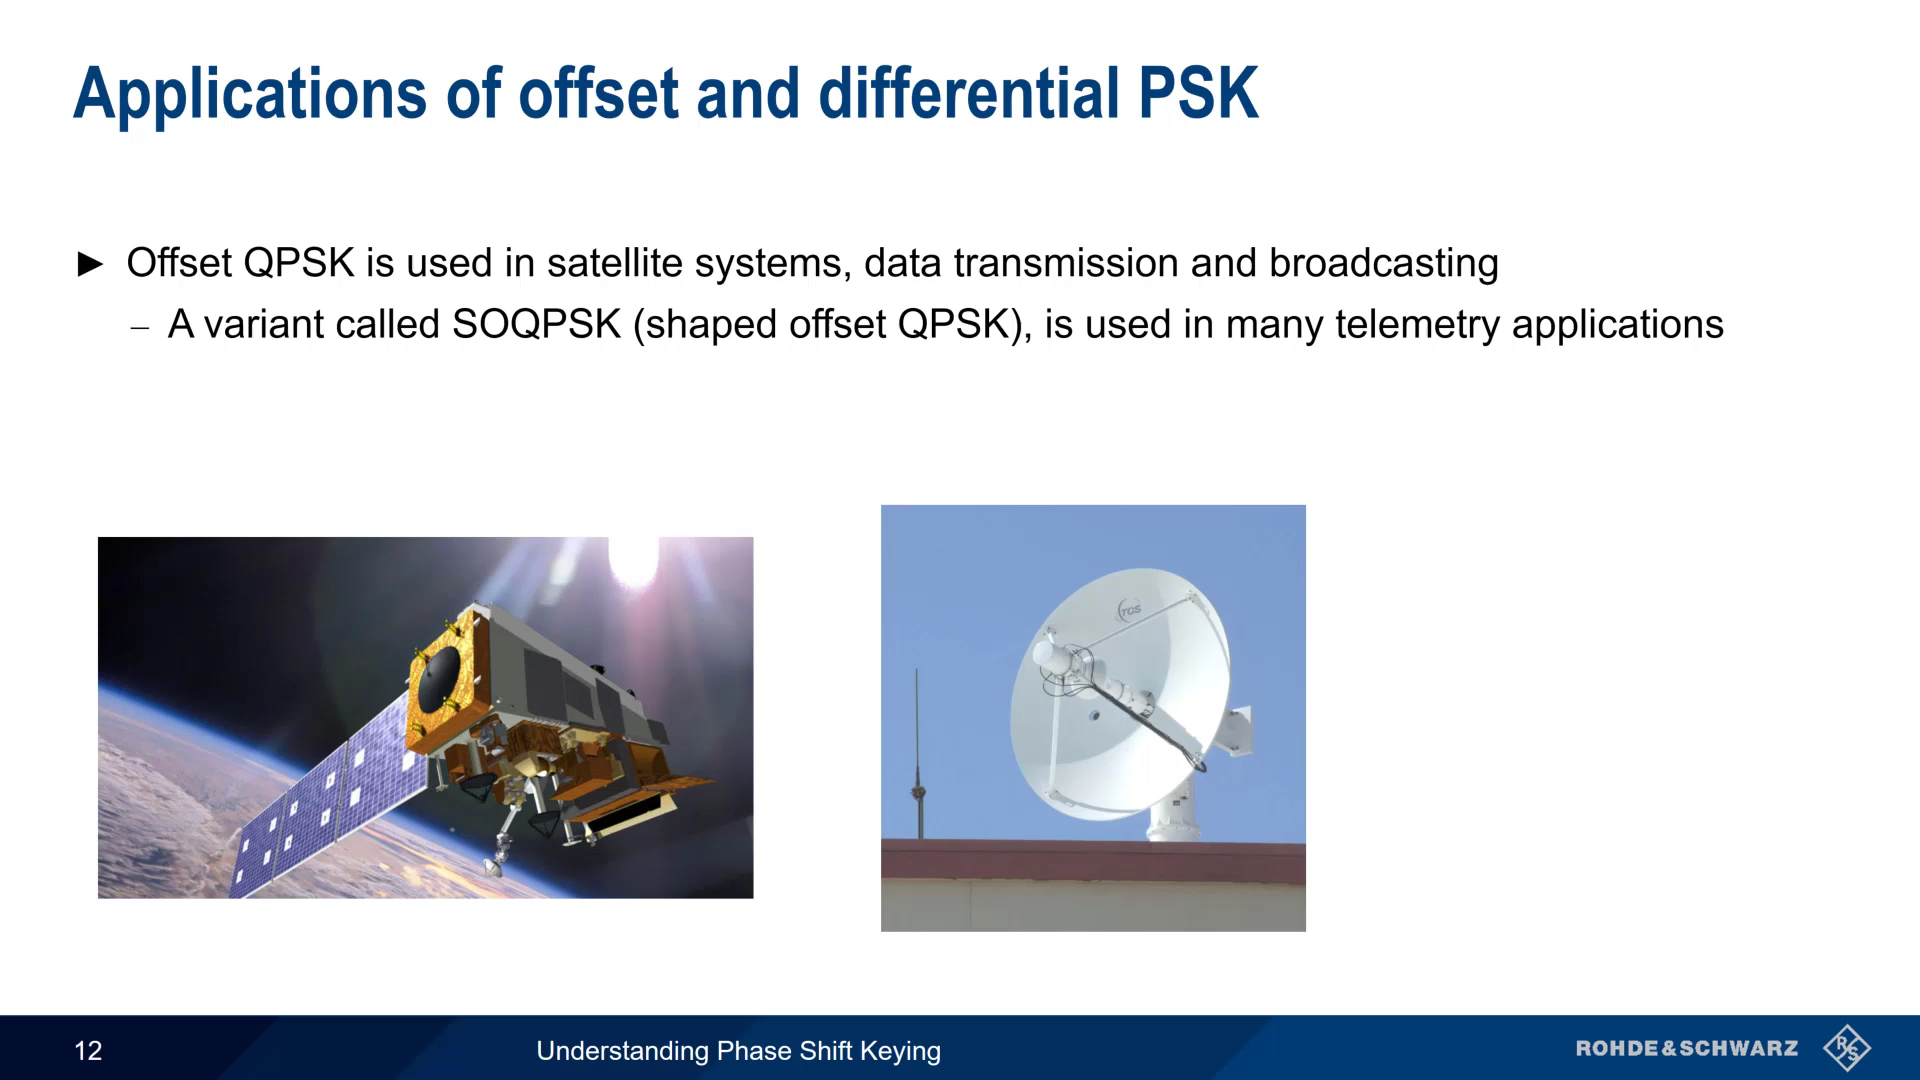 Applications of offset and differential PSK
► Offset QPSK is used in satellite systems, data transmission and broadcasting
– A variant called SOQPSK (shaped offset QPSK), is used in many telemetry applications
TCS
12
Understanding Phase Shift Keying
ROHDE&SCHWARZ
R&S